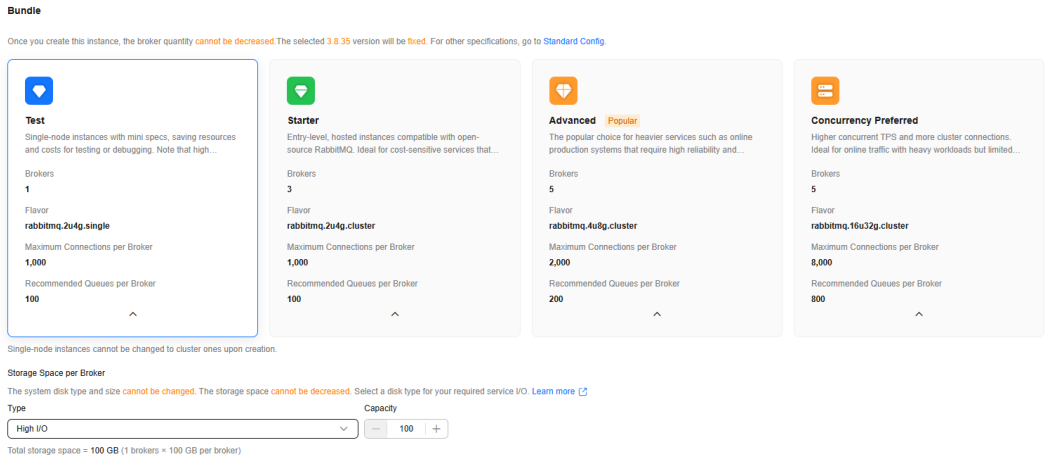 Bundle
Once you create this instance, the broker quantity cannot be decreased.The selected 3.8.35 version will be fixed. For other specifications, go to Standard Config.
Test
Single-node instances with mini specs, saving resources
and costs for testing or debugging. Note that high…
Brokers
1
Flavor
rabbitmq.2u4g.single
Maximum Connections per Broker
1,000
Recommended Queues per Broker
100
Starter
Entry-level, hosted instances compatible with open-
source RabbitMQ. Ideal for cost-sensitive services that…
Brokers
3
Flavor
rabbitmq.2u4g.cluster
Maximum Connections per Broker
1,000
Recommended Queues per Broker
100
Advanced Popular
The popular choice for heavier services such as online
production systems that require high reliability and…
Brokers
5
Flavor
rabbitmq.4u8g.cluster
Maximum Connections per Broker
2,000
Recommended Queues per Broker
200
Concurrency Preferred
Higher concurrent TPS and more cluster connections.
Ideal for online traffic with heavy workloads but limited…
Brokers
5
Flavor
rabbitmq.16u32g.cluster
Maximum Connections per Broker
8,000
Recommended Queues per Broker
800
Single-node instances cannot be changed to cluster ones upon creation.
Storage Space per Broker
The system disk type and size cannot be changed. The storage space cannot be decreased. Select a disk type for your required service I/O. Learn more
Type
Capacity
High I/O
100
Total storage space = 100 GB (1 brokers × 100 GB per broker)